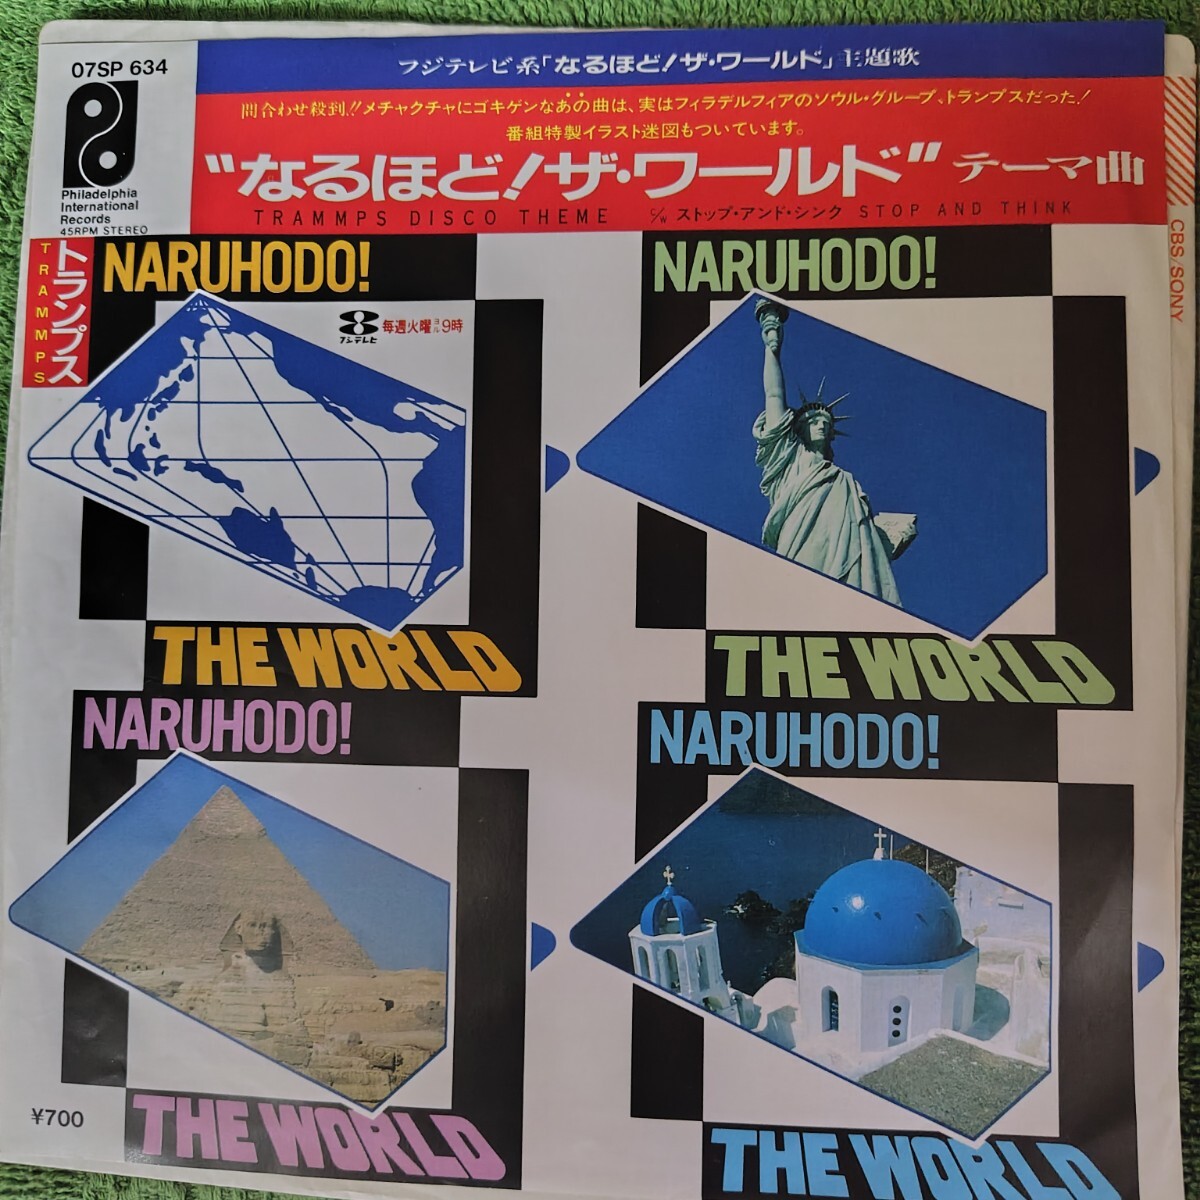 07SP 634
Philadelphia
International
Records
45RPM STEREO
フジテレビ系「なるほど!ザ・ワールド」主題歌
問合わせ殺到!!メチャクチャにゴキゲンなあの曲は、実はフィラデルフィアのソウル・グループ、トランプスだった!
番組特製イラスト迷図もついています。
“なるほど!ザ・ワールド” テーマ曲
TRAMMPS DISCO THEME c/w ストップ・アンド・シンク STOP AND THINK
CBS/SONY
トランプス
TRAMMPS
NARUHODO!
8 毎週火曜ヨル9時
フジテレビ
THE WORLD
NARUHODO!
THE WORLD
NARUHODO!
THE WORLD
NARUHODO!
THE WORLD
¥700